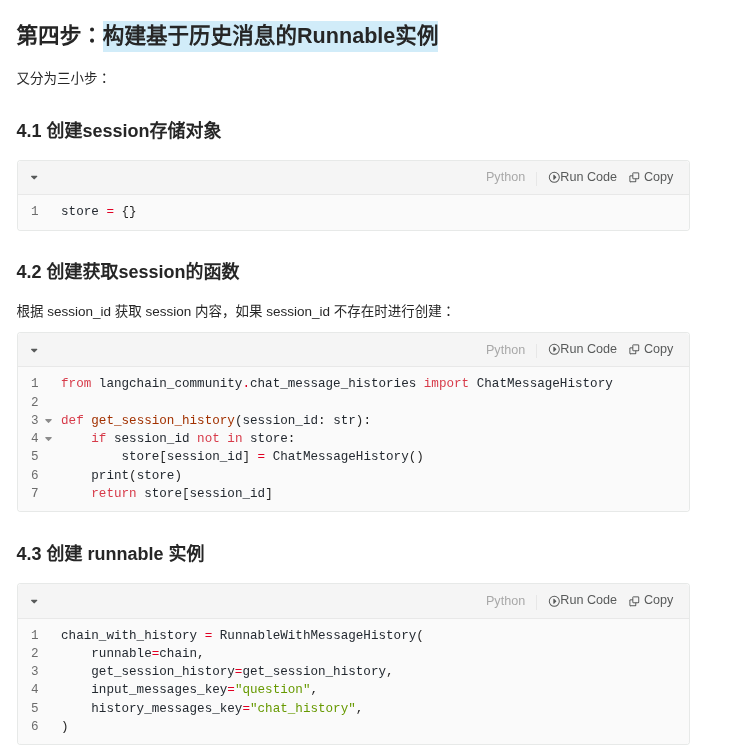 第四步：构建基于历史消息的Runnable实例
又分为三小步：
4.1 创建session存储对象
Python Run Code Copy
1 store = {}
4.2 创建获取session的函数
根据 session_id 获取 session 内容，如果 session_id 不存在时进行创建：
Python Run Code Copy
1 from langchain_community.chat_message_histories import ChatMessageHistory
2
3 def get_session_history(session_id: str):
4     if session_id not in store:
5         store[session_id] = ChatMessageHistory()
6     print(store)
7     return store[session_id]
4.3 创建 runnable 实例
Python Run Code Copy
1 chain_with_history = RunnableWithMessageHistory(
2     runnable=chain,
3     get_session_history=get_session_history,
4     input_messages_key="question",
5     history_messages_key="chat_history",
6 )